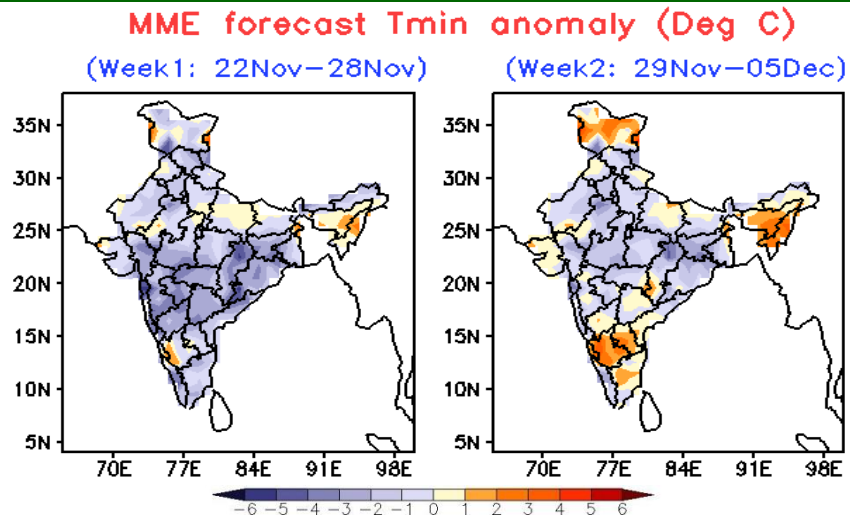 MME forecast Tmin anomaly (Deg C)
(Week1: 22Nov−28Nov) (Week2: 29Nov−05Dec)
35N 35N
30N 30N
25N 25N
20N 20N
15N 15N
10N 10N
5N 5N
70E 77E 84E 91E 98E 70E 77E 84E 91E 98E
−6 −5 −4 −3 −2 −1 0 1 2 3 4 5 6